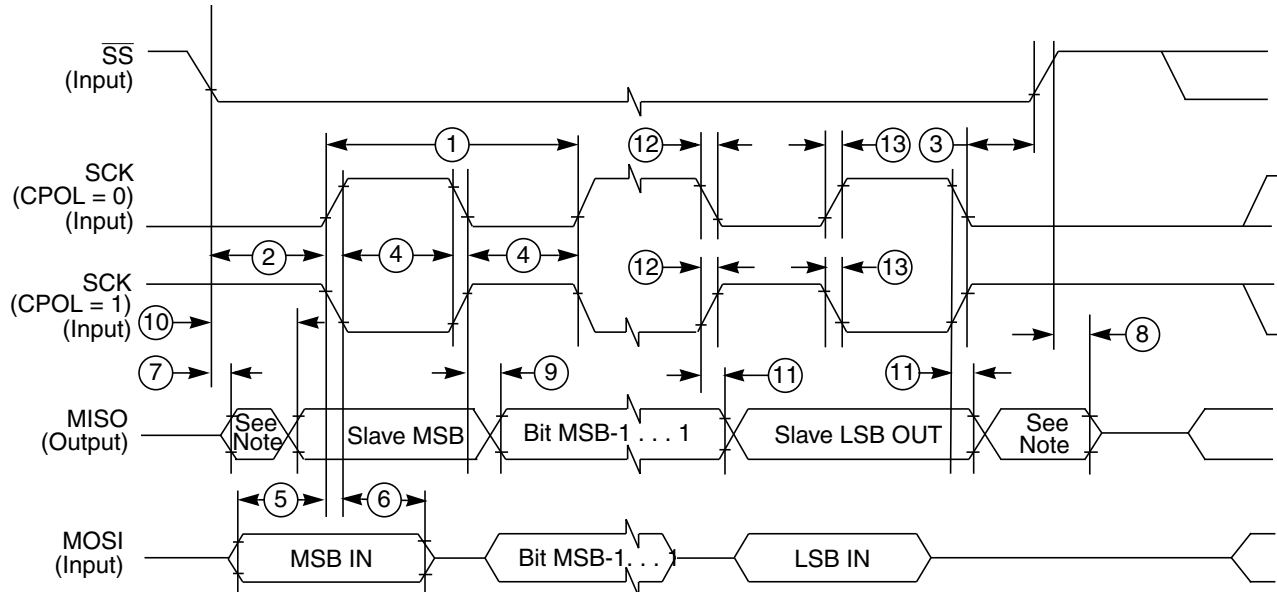 SS
(Input)
1
12
13
3
SCK
(CPOL = 0)
(Input)
2
4
4
12
13
SCK
(CPOL = 1)
(Input)
10
8
7
9
11
11
MISO
(Output)
See
Note
Slave MSB
Bit MSB-1 . . . 1
Slave LSB OUT
See
Note
5
6
MOSI
(Input)
MSB IN
Bit MSB-1. . . 1
LSB IN